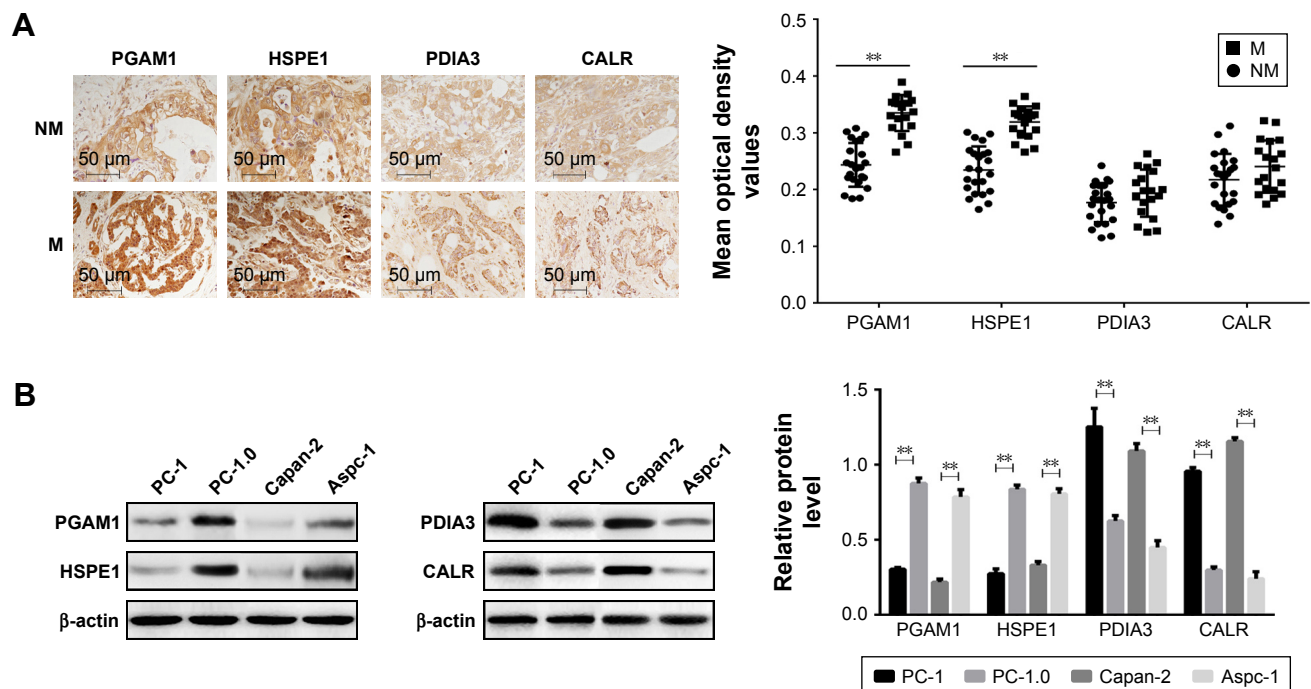 A
PGAM1 HSPE1 PDIA3 CALR
NM
50 μm 50 μm 50 μm 50 μm
M
50 μm 50 μm 50 μm 50 μm
Mean optical density
values
0.5
0.4
0.3
0.2
0.1
0.0
** **
M
NM
PGAM1 HSPE1 PDIA3 CALR
B
PC-1 PC-1.0 Capan-2 Aspc-1
PGAM1
HSPE1
β-actin
PC-1 PC-1.0 Capan-2 Aspc-1
PDIA3
CALR
β-actin
Relative protein
level
1.5
1.0
0.5
0.0
** ** ** ** ** ** ** **
PGAM1 HSPE1 PDIA3 CALR
PC-1 PC-1.0 Capan-2 Aspc-1